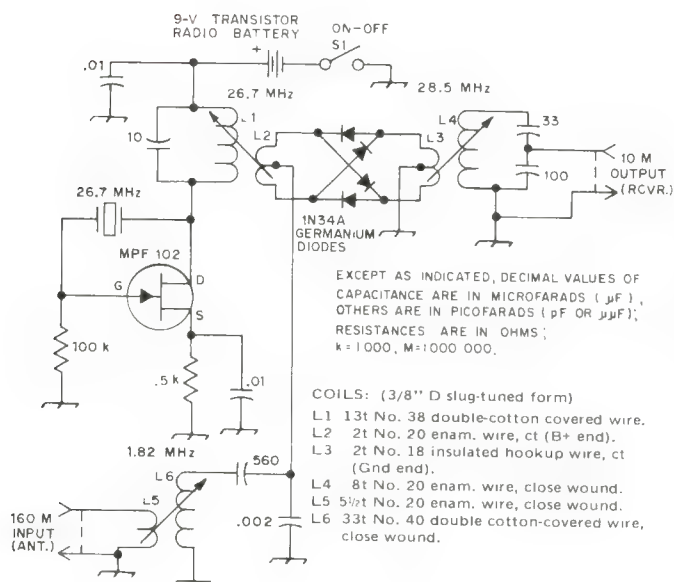 9-V TRANSISTOR
RADIO BATTERY
ON-OFF
S1
+
.01
26.7 MHz
28.5 MHz
L1
L2
L3
L4
10
33
100
10 M
OUTPUT
(RCVR.)
26.7 MHz
1N34A
GERMANIUM
DIODES
MPF 102
G
D
S
100 k
.5k
.01
EXCEPT AS INDICATED, DECIMAL VALUES OF
CAPACITANCE ARE IN MICROFARADS (µF),
OTHERS ARE IN PICOFARADS (pF OR µµF);
RESISTANCES ARE IN OHMS;
k=1000, M=1000 000.
COILS: (3/8" D slug-tuned form)
L1 13t No. 38 double-cotton covered wire.
L2 2t No. 20 enam. wire, ct (B+ end).
L3 2t No. 18 insulated hookup wire, ct
(Gnd end).
L4 8t No. 20 enam. wire, close wound.
L5 5½t No. 20 enam. wire, close wound.
L6 33t No. 40 double cotton-covered wire,
close wound.
1.82 MHz
L6
560
L5
.002
160 M
INPUT
(ANT.)